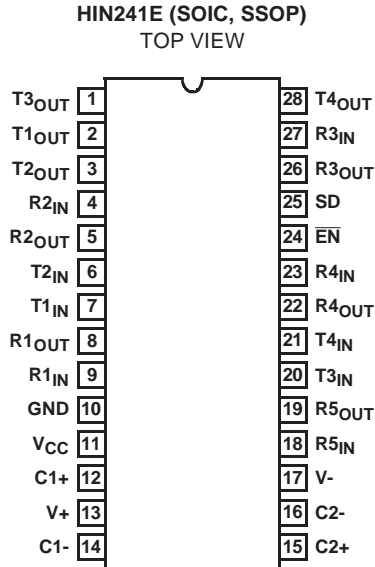 HIN241E (SOIC, SSOP)
TOP VIEW
T3OUT 1 28 T4OUT
T1OUT 2 27 R3IN
T2OUT 3 26 R3OUT
R2IN 4 25 SD
R2OUT 5 24 E̅N̅
T2IN 6 23 R4IN
T1IN 7 22 R4OUT
R1OUT 8 21 T4IN
R1IN 9 20 T3IN
GND 10 19 R5OUT
VCC 11 18 R5IN
C1+ 12 17 V-
V+ 13 16 C2-
C1- 14 15 C2+